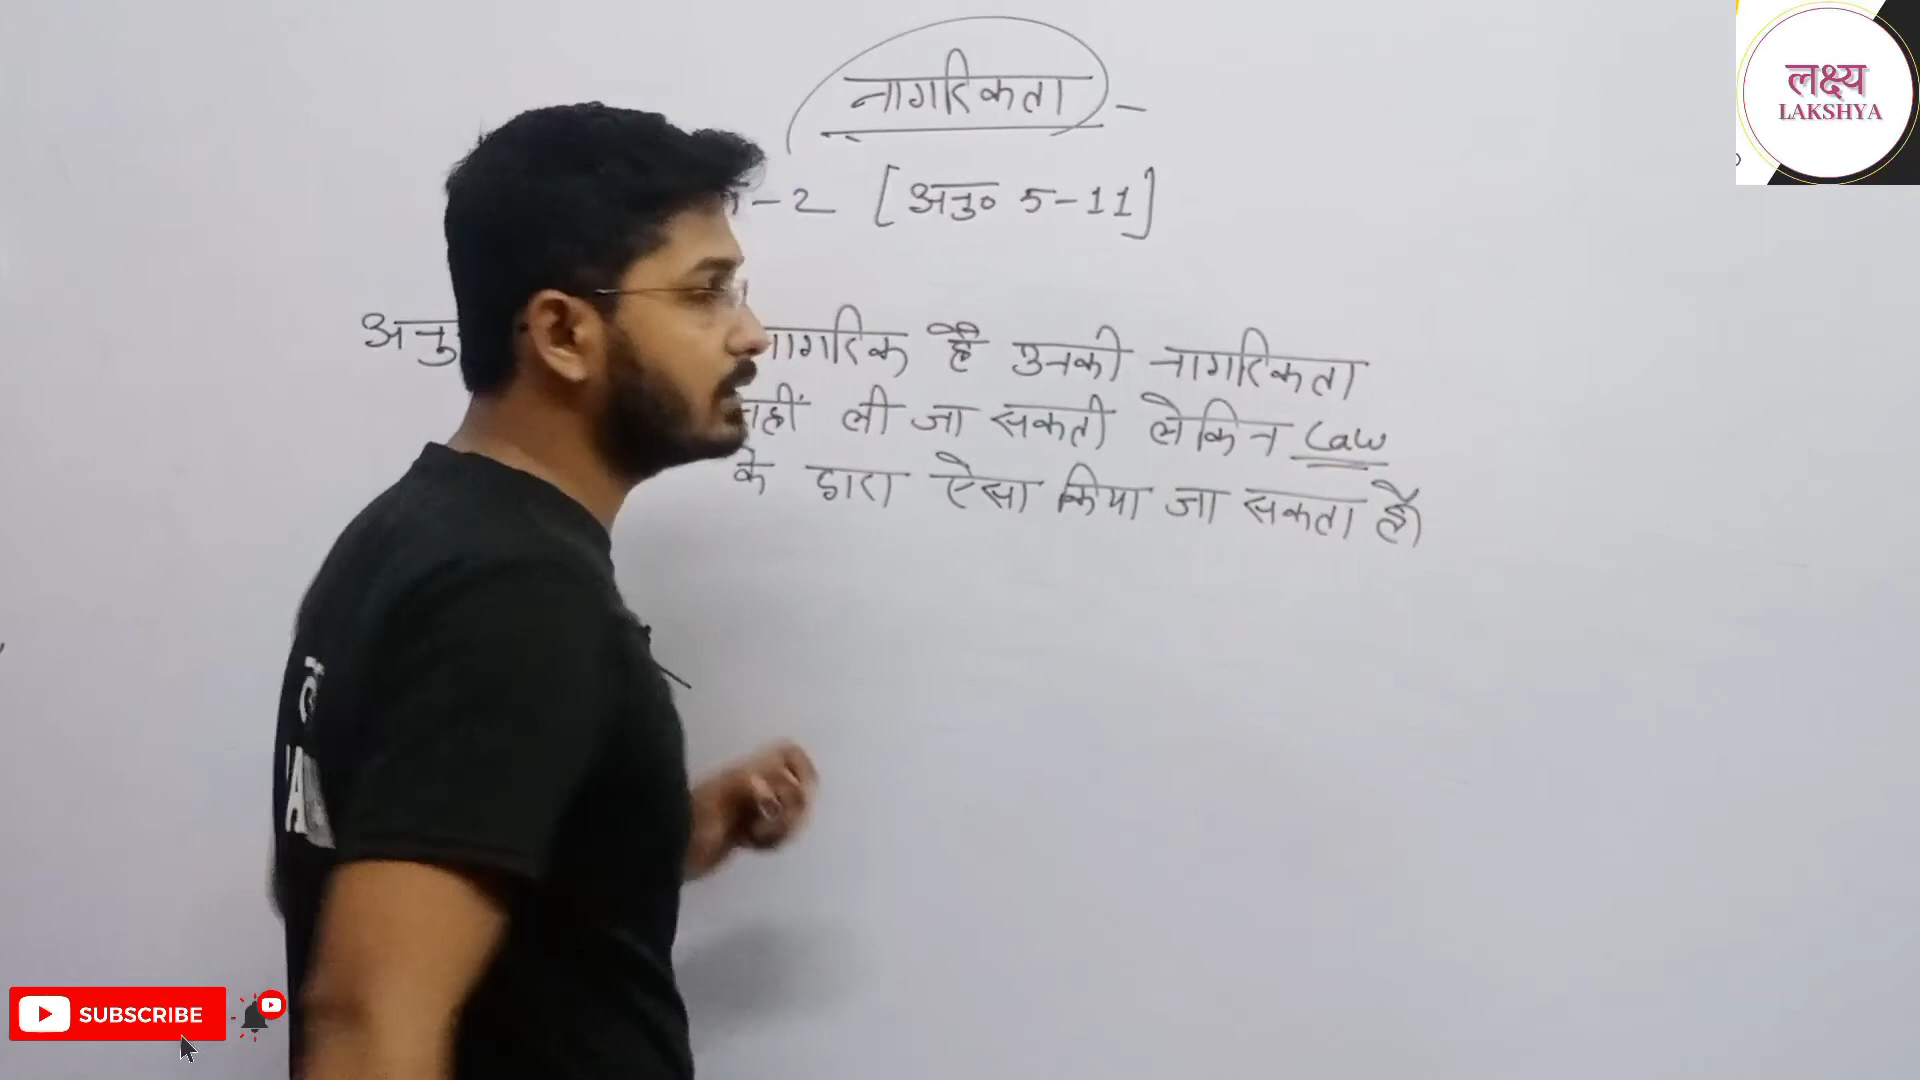 नागरिकता -
- 2 [अनु० 5-11]
अनु नागरिक है उनकी नागरिकता
नहीं ली जा सकती लेकिन Law
के द्वारा ऐसा किया जा सकता है।
लक्ष्य
LAKSHYA
SUBSCRIBE